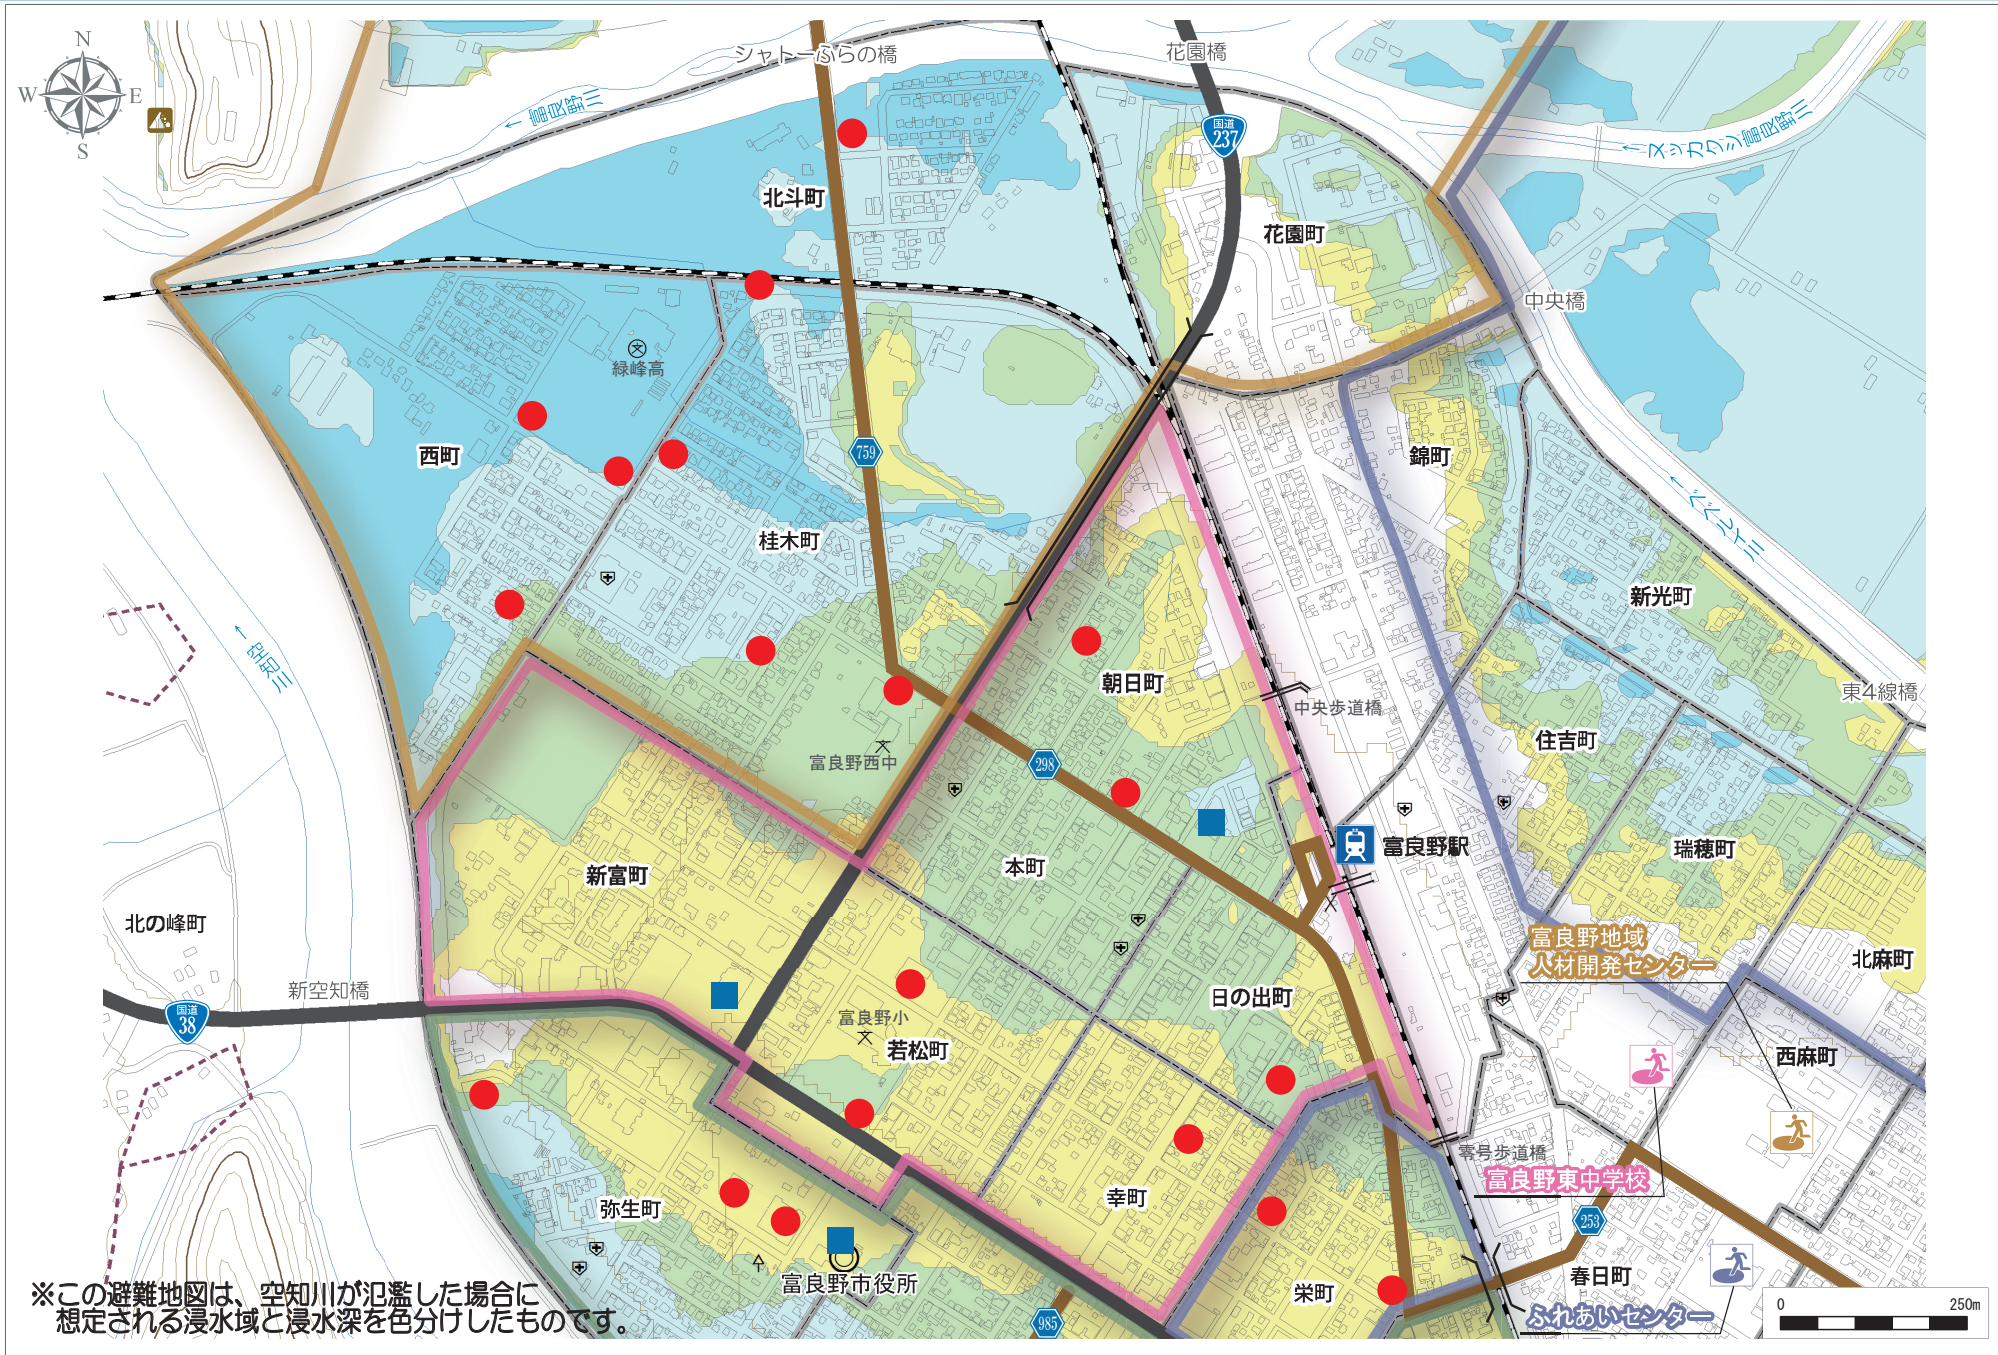 N
W
E
S
シャトーふらの橋
花園橋
←富良野川
国道
237
←ヌッカクシ富良野川
北斗町
花園町
中央橋
緑峰高
西町
759
錦町
←ベベルイ川
桂木町
新光町
←空知川
朝日町
東4線橋
中央歩道橋
住吉町
富良野西中
298
富良野駅
瑞穂町
本町
新富町
北の峰町
富良野地域
人材開発センター
北麻町
新空知橋
日の出町
国道
38
富良野小
若松町
西麻町
零号歩道橋
富良野東中学校
幸町
弥生町
253
春日町
富良野市役所
栄町
ふれあいセンター
985
※この避難地図は、空知川が氾濫した場合に
想定される浸水域と浸水深を色分けしたものです。
0
250m